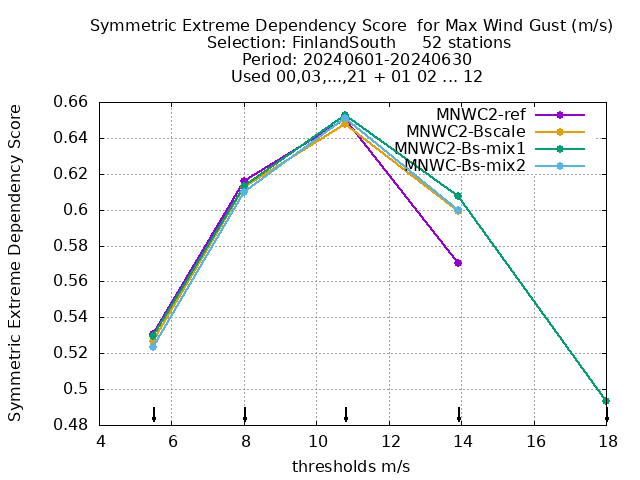 Symmetric Extreme Dependency Score  for Max Wind Gust (m/s)
Selection: FinlandSouth     52 stations
Period: 20240601-20240630
Used 00,03,...,21 + 01 02 ... 12
Symmetric Extreme Dependency Score
0.66
0.64
0.62
0.6
0.58
0.56
0.54
0.52
0.5
0.48
MNWC2-ref
MNWC2-Bscale
MNWC2-Bs-mix1
MNWC-Bs-mix2
4 6 8 10 12 14 16 18
thresholds m/s